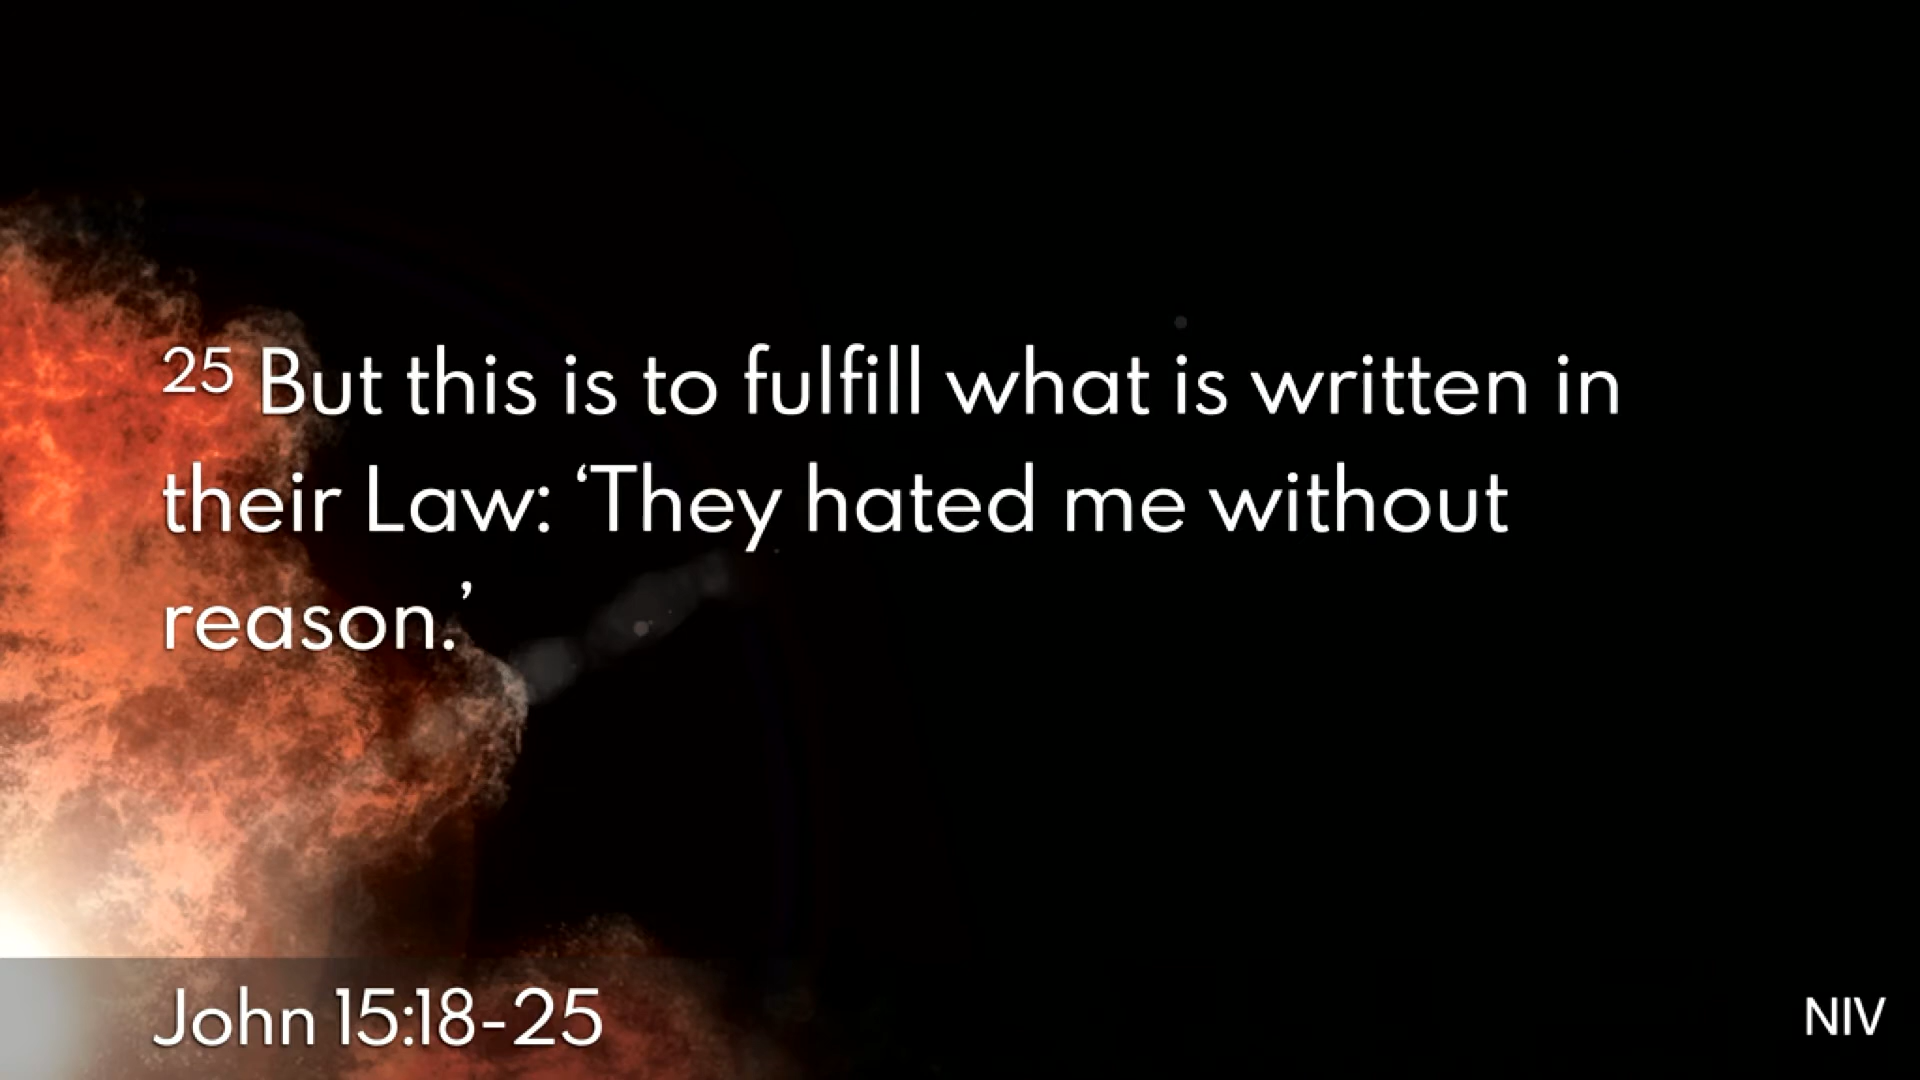 25 But this is to fulfill what is written in
their Law: ‘They hated me without
reason.’
John 15:18-25
NIV